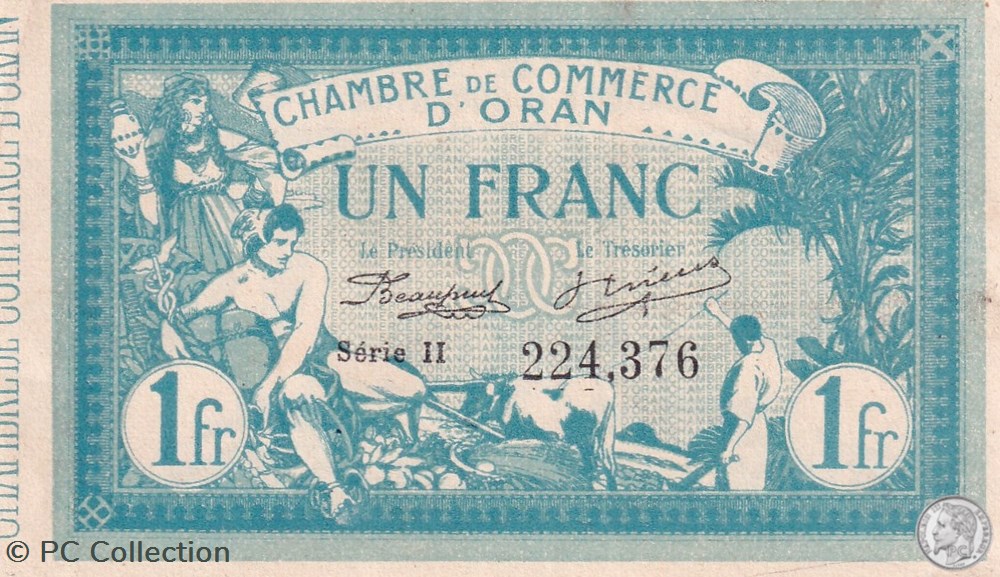 CHAMBRE DE COMMERCE
D'ORAN
UN FRANC
Le Président
Le Trésorier
Série II
224,376
1fr
1fr
© PC Collection